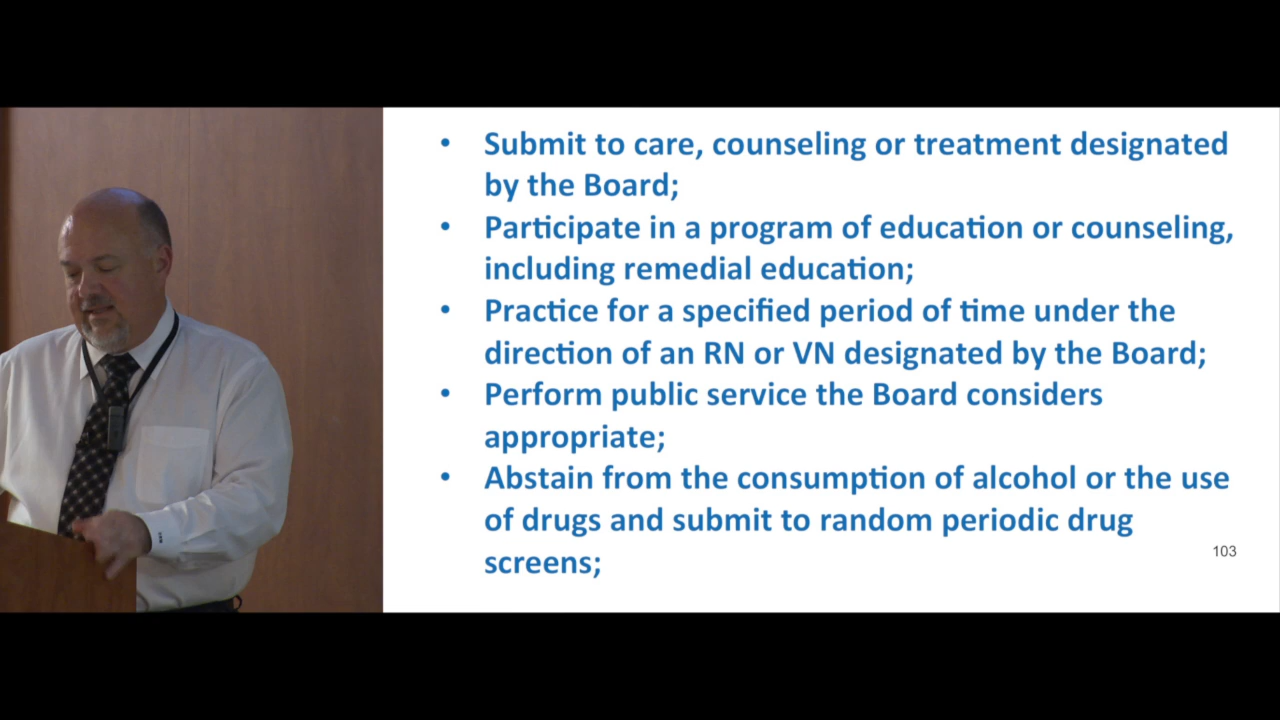 • Submit to care, counseling or treatment designated
by the Board;
• Participate in a program of education or counseling,
including remedial education;
• Practice for a specified period of time under the
direction of an RN or VN designated by the Board;
• Perform public service the Board considers
appropriate;
• Abstain from the consumption of alcohol or the use
of drugs and submit to random periodic drug
screens;
103